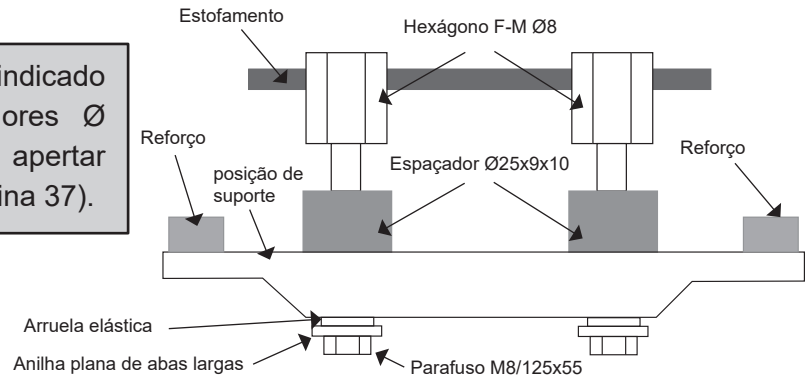 Estofamento
Hexágono F-M Ø8
indicado
ores Ø
apertar
ina 37).
Reforço
posição de
suporte
Espaçador Ø25x9x10
Reforço
Arruela elástica
Anilha plana de abas largas
Parafuso M8/125x55